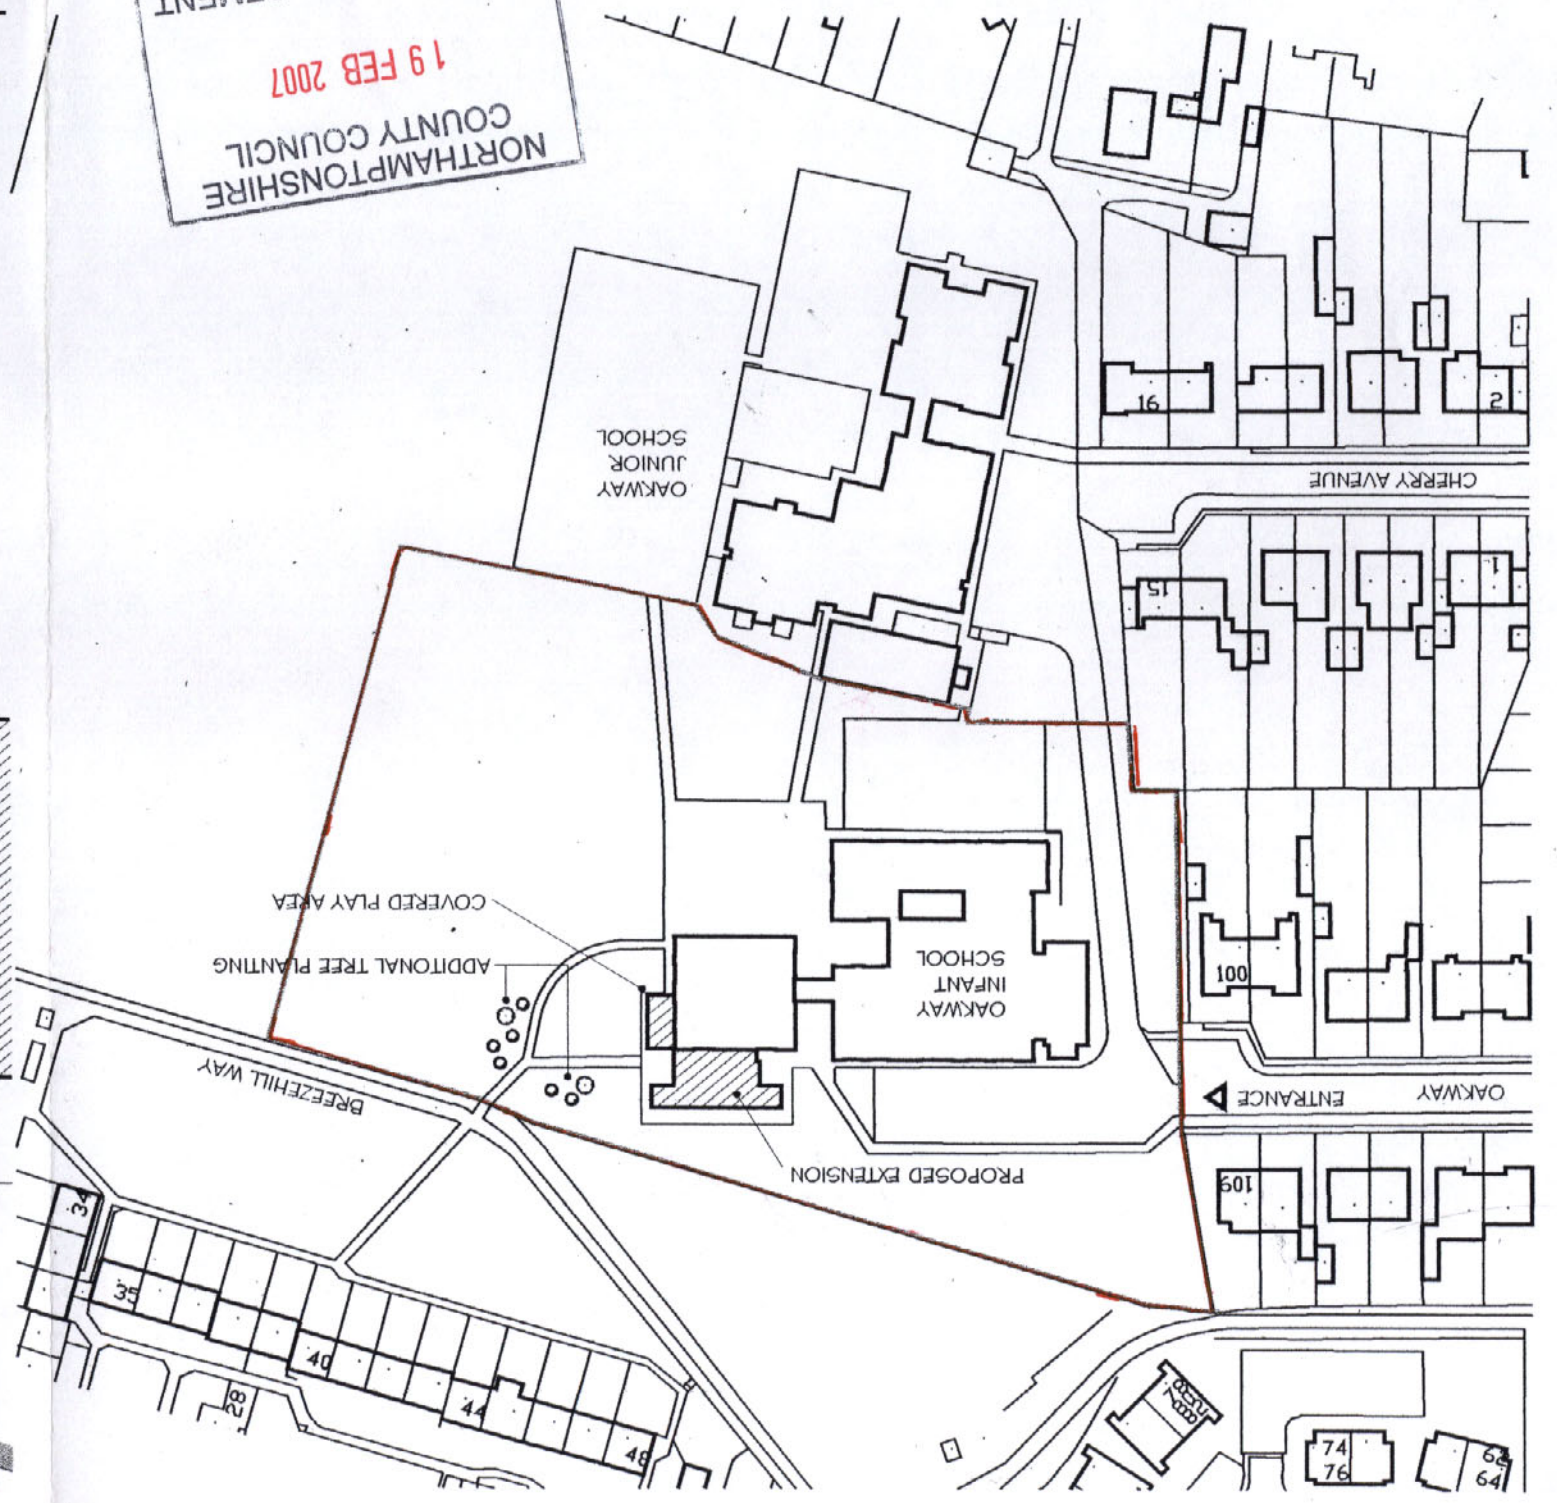 NORTHAMPTONSHIRE
COUNTY COUNCIL
19 FEB 2007
OAKWAY
JUNIOR
SCHOOL
16
2
CHERRY AVENUE
15
1
COVERED PLAY AREA
ADDITIONAL TREE PLANTING
OAKWAY
INFANT
SCHOOL
100
BREEZEHILL WAY
ENTRANCE
OAKWAY
PROPOSED EXTENSION
109
34
35
40
28
44
48
74
76
62
64